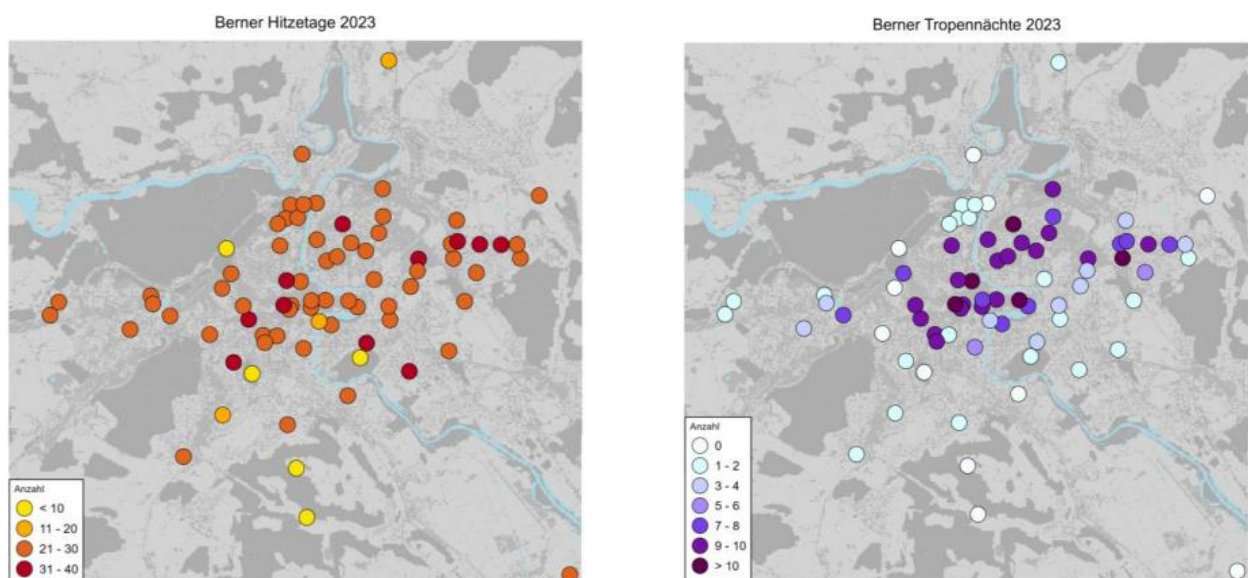 Berner Hitzetage 2023
Anzahl
< 10
11 - 20
21 - 30
31 - 40
Berner Tropennächte 2023
Anzahl
0
1 - 2
3 - 4
5 - 6
7 - 8
9 - 10
> 10